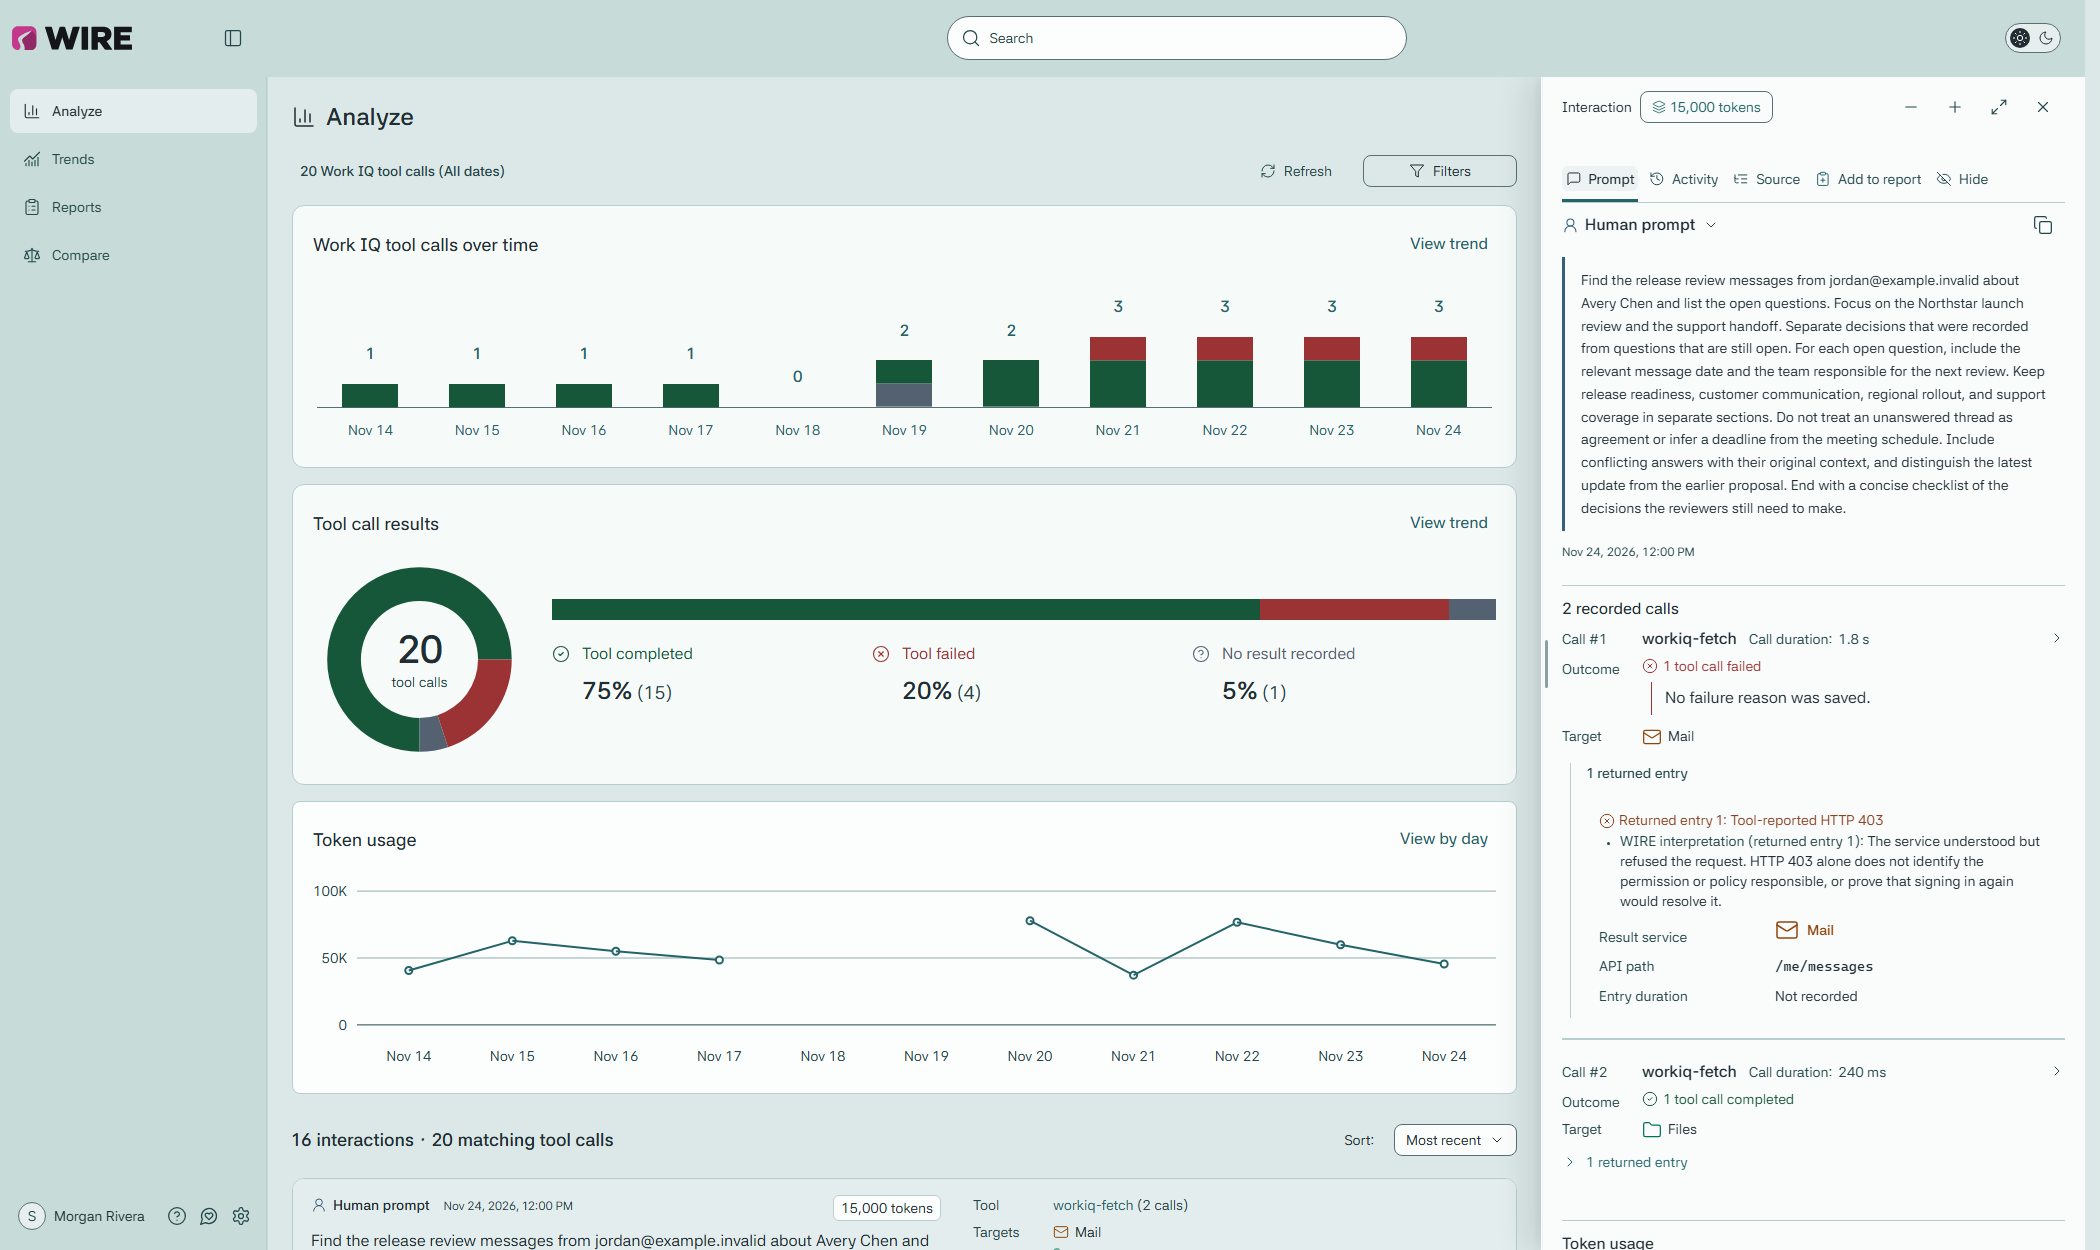 WIRE
Search
Analyze
Trends
Reports
Compare
S Morgan Rivera
Analyze
20 Work IQ tool calls (All dates)
Refresh
Filters
Work IQ tool calls over time
View trend
1 1 1 1 0 2 2 3 3 3 3
Nov 14 Nov 15 Nov 16 Nov 17 Nov 18 Nov 19 Nov 20 Nov 21 Nov 22 Nov 23 Nov 24
Tool call results
View trend
20
tool calls
Tool completed
75% (15)
Tool failed
20% (4)
No result recorded
5% (1)
Token usage
View by day
100K
50K
0
Nov 14 Nov 15 Nov 16 Nov 17 Nov 18 Nov 19 Nov 20 Nov 21 Nov 22 Nov 23 Nov 24
16 interactions · 20 matching tool calls
Sort: Most recent
Human prompt Nov 24, 2026, 12:00 PM
15,000 tokens
Find the release review messages from jordan@example.invalid about Avery Chen and
Tool workiq-fetch (2 calls)
Targets Mail
Interaction 15,000 tokens
Prompt Activity Source Add to report Hide
Human prompt
Find the release review messages from jordan@example.invalid about
Avery Chen and list the open questions. Focus on the Northstar launch
review and the support handoff. Separate decisions that were recorded
from questions that are still open. For each open question, include the
relevant message date and the team responsible for the next review. Keep
release readiness, customer communication, regional rollout, and support
coverage in separate sections. Do not treat an unanswered thread as
agreement or infer a deadline from the meeting schedule. Include
conflicting answers with their original context, and distinguish the latest
update from the earlier proposal. End with a concise checklist of the
decisions the reviewers still need to make.
Nov 24, 2026, 12:00 PM
2 recorded calls
Call #1 workiq-fetch Call duration: 1.8 s
Outcome 1 tool call failed
No failure reason was saved.
Target Mail
1 returned entry
Returned entry 1: Tool-reported HTTP 403
• WIRE interpretation (returned entry 1): The service understood but
refused the request. HTTP 403 alone does not identify the
permission or policy responsible, or prove that signing in again
would resolve it.
Result service Mail
API path /me/messages
Entry duration Not recorded
Call #2 workiq-fetch Call duration: 240 ms
Outcome 1 tool call completed
Target Files
1 returned entry
Token usage